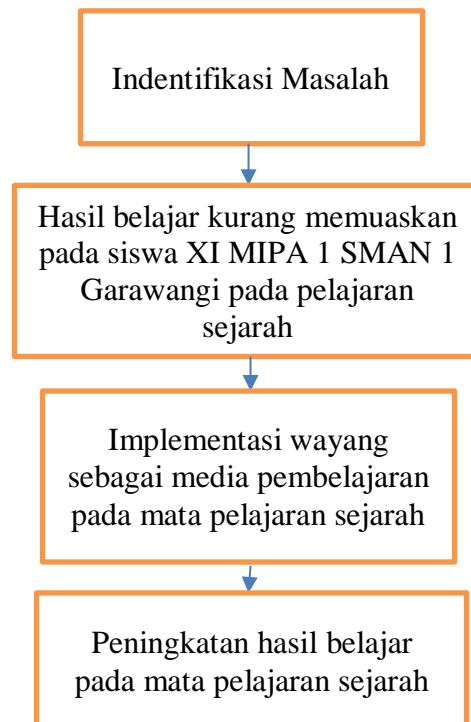 Indentifikasi Masalah
Hasil belajar kurang memuaskan
pada siswa XI MIPA 1 SMAN 1
Garawangi pada pelajaran
sejarah
Implementasi wayang
sebagai media pembelajaran
pada mata pelajaran sejarah
Peningkatan hasil belajar
pada mata pelajaran sejarah